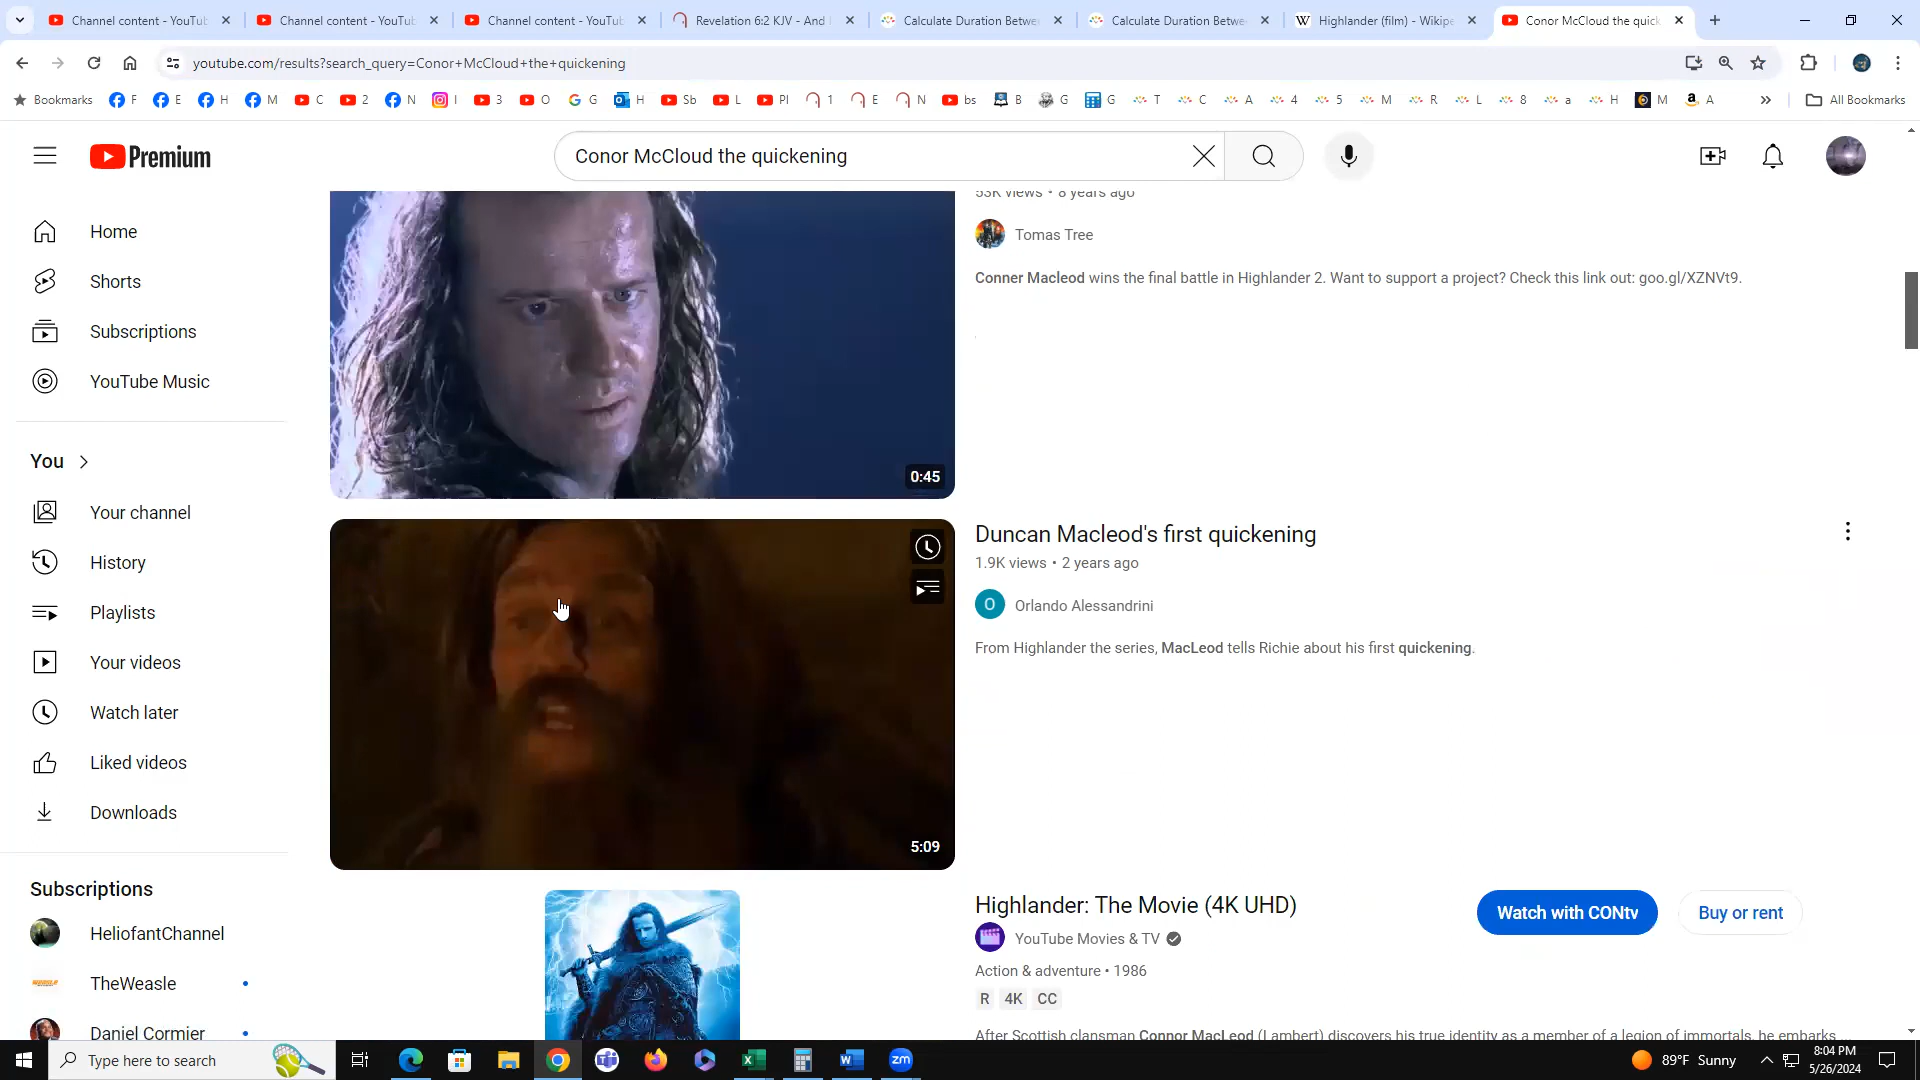 Channel content - YouTub
Channel content - YouTub
Channel content - YouTub
Revelation 6:2 KJV - And
Calculate Duration Betwe
Calculate Duration Betwe
Highlander (film) - Wikipe
Conor McCloud the quick
youtube.com/results?search_query=Conor+McCloud+the+quickening
Bookmarks F E H M C 2 N I 3 O G H Sb L Pl 1 E N bs B G G T C A 4 5 M R L 8 a H M A » All Bookmarks
Premium
Conor McCloud the quickening
Home
Shorts
Subscriptions
YouTube Music
You
Your channel
History
Playlists
Your videos
Watch later
Liked videos
Downloads
Subscriptions
HeliofantChannel
TheWeasle
Daniel Cormier
53K views • 8 years ago
Tomas Tree
Conner Macleod wins the final battle in Highlander 2. Want to support a project? Check this link out: goo.gl/XZNVt9.
0:45
Duncan Macleod's first quickening
1.9K views • 2 years ago
O
Orlando Alessandrini
From Highlander the series, MacLeod tells Richie about his first quickening.
5:09
Highlander: The Movie (4K UHD)
YouTube Movies & TV
Action & adventure • 1986
R 4K CC
Watch with CONtv
Buy or rent
After Scottish clansman Connor MacLeod (Lambert) discovers his true identity as a member of a legion of immortals, he embarks ...
Type here to search
zm
89°F Sunny
8:04 PM
5/26/2024